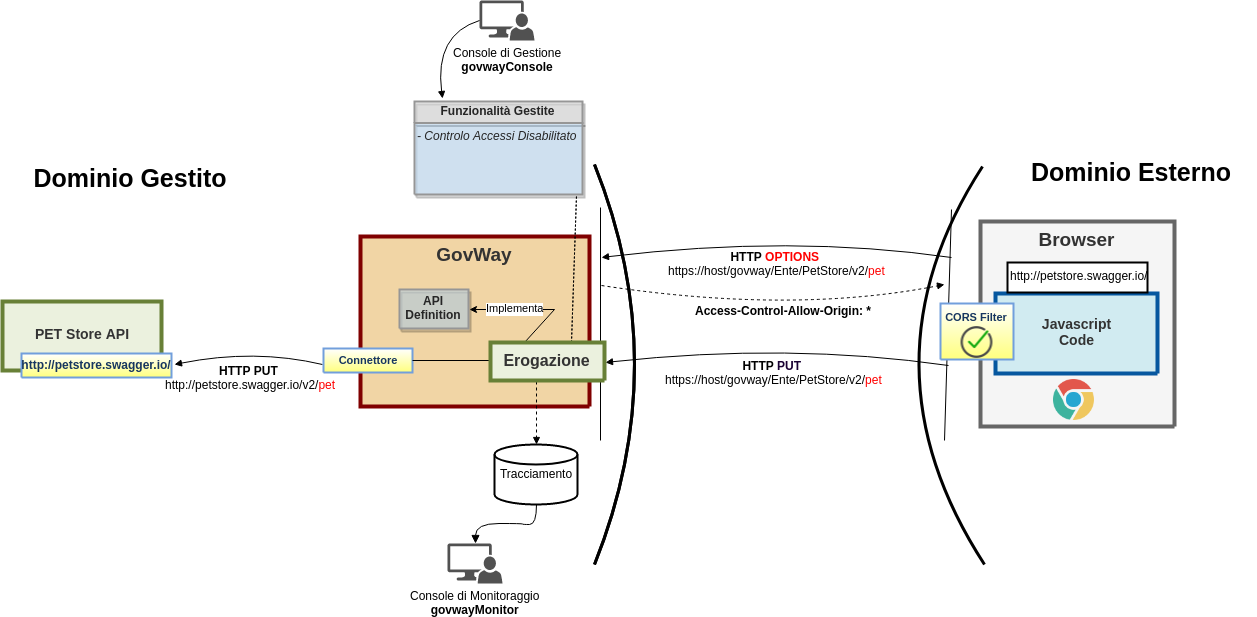 Console di Gestione
govwayConsole
Funzionalità Gestite
- Controlo Accessi Disabilitato
Dominio Gestito
Dominio Esterno
GovWay
API
Definition
Implementa
Erogazione
Connettore
PET Store API
http://petstore.swagger.io/
HTTP PUT
http://petstore.swagger.io/v2/pet
HTTP OPTIONS
https://host/govway/Ente/PetStore/v2/pet
Access-Control-Allow-Origin: *
HTTP PUT
https://host/govway/Ente/PetStore/v2/pet
Browser
http://petstore.swagger.io/
CORS Filter
Javascript
Code
Tracciamento
Console di Monitoraggio
govwayMonitor